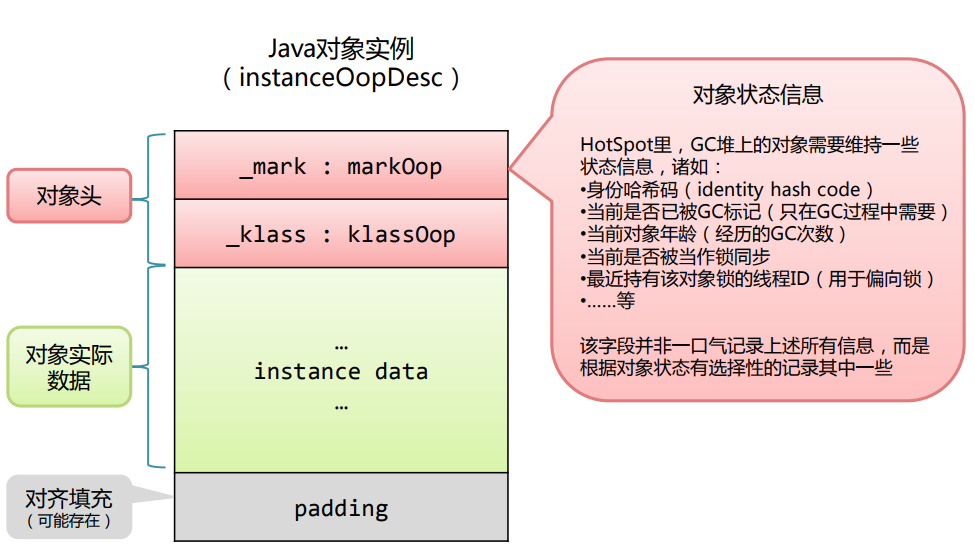 Java对象实例
（instanceOopDesc）
对象头
_mark : markOop
_klass : klassOop
对象实际
数据
…
instance data
…
对齐填充
（可能存在）
padding
对象状态信息
HotSpot里，GC堆上的对象需要维持一些
状态信息，诸如：
•身份哈希码（identity hash code）
•当前是否已被GC标记（只在GC过程中需要）
•当前对象年龄（经历的GC次数）
•当前是否被当作锁同步
•最近持有该对象锁的线程ID（用于偏向锁）
•……等
该字段并非一口气记录上述所有信息，而是
根据对象状态有选择性的记录其中一些